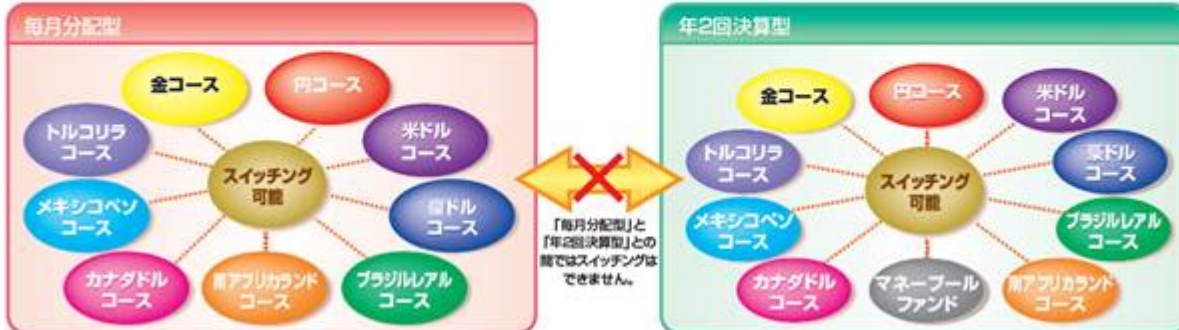 毎月分配型
金コース
円コース
トルコリラ
コース
米ドル
コース
スイッチング
可能
メキシコペソ
コース
豪ドル
コース
カナダドル
コース
南アフリカランド
コース
ブラジルレアル
コース
「毎月分配型」と
「年2回決算型」との
間ではスイッチングは
できません。
年2回決算型
金コース
円コース
米ドル
コース
トルコリラ
コース
豪ドル
コース
スイッチング
可能
メキシコペソ
コース
ブラジルレアル
コース
カナダドル
コース
マネープール
ファンド
南アフリカランド
コース